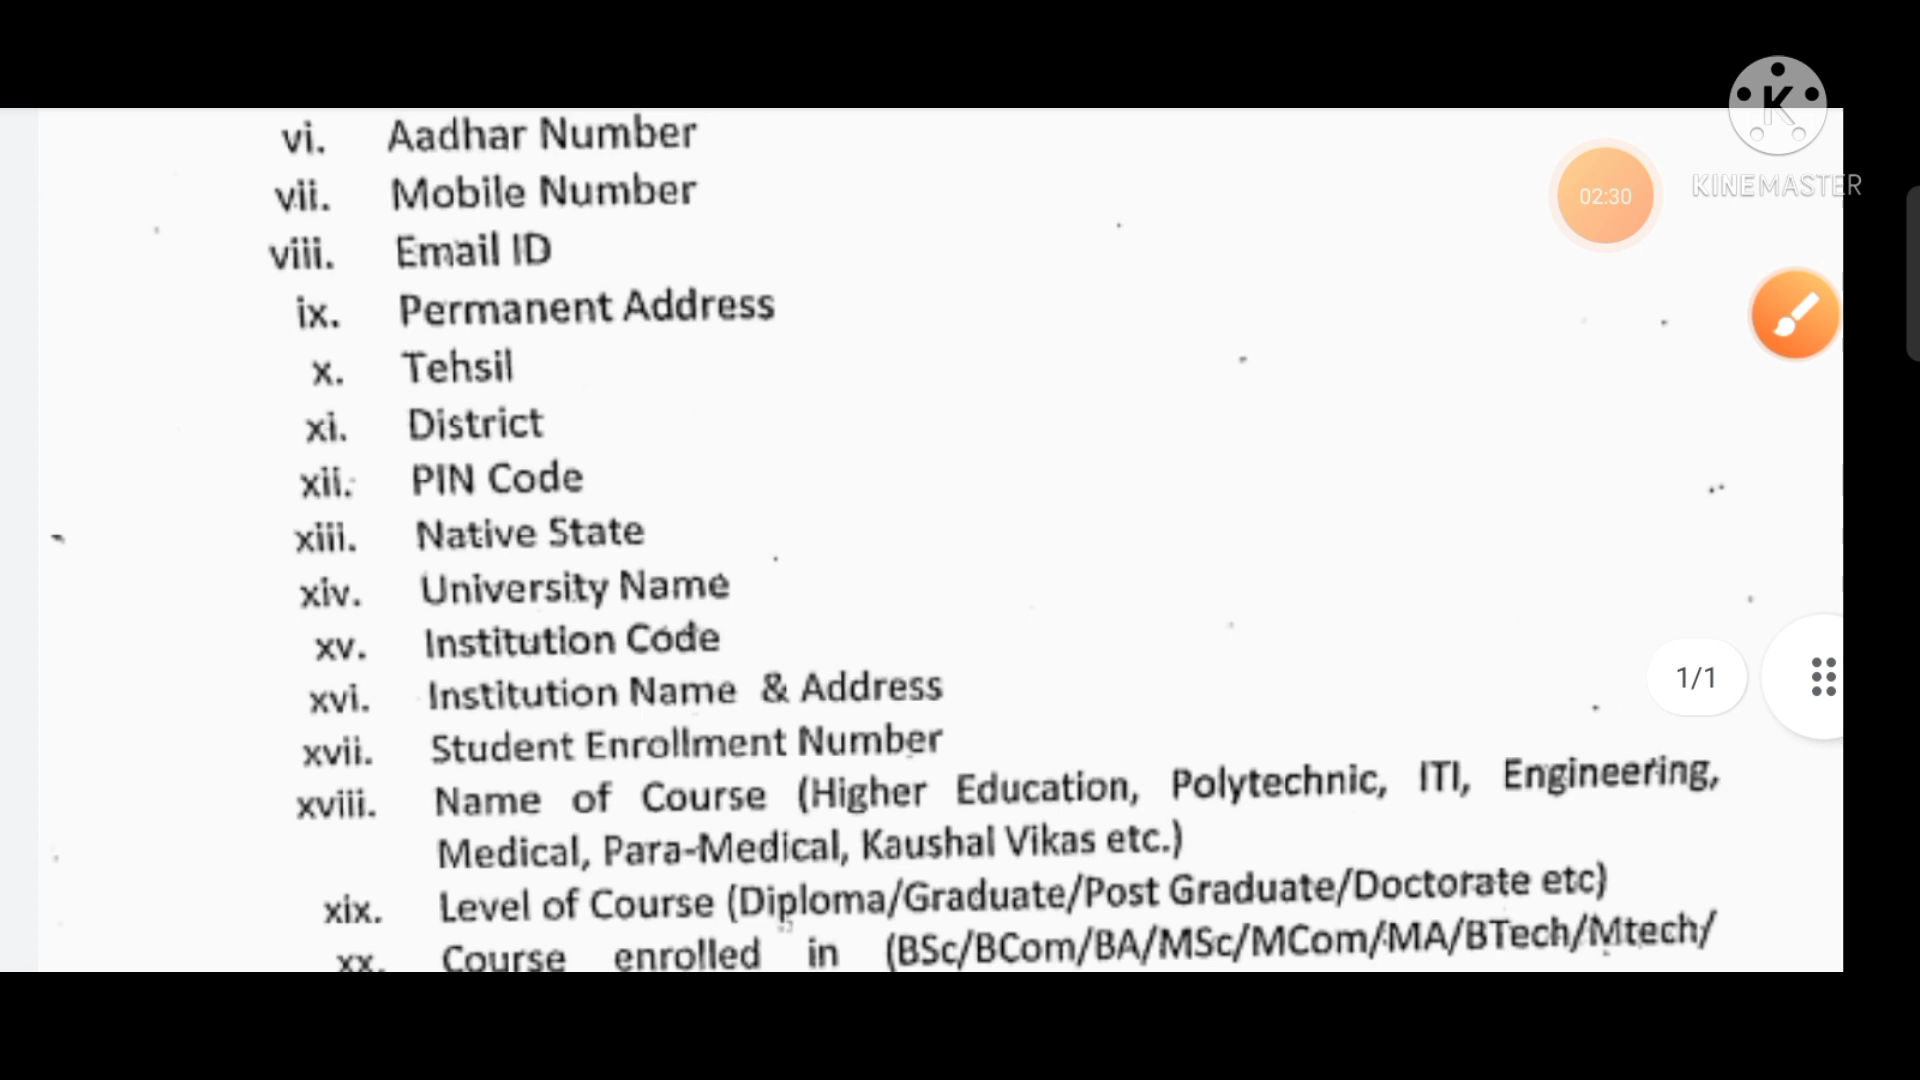 vi. Aadhar Number
vii. Mobile Number
viii. Email ID
ix. Permanent Address
x. Tehsil
xi. District
xii. PIN Code
xiii. Native State
xiv. University Name
xv. Institution Code
xvi. Institution Name & Address
xvii. Student Enrollment Number
xviii. Name of Course (Higher Education, Polytechnic, ITI, Engineering,
Medical, Para-Medical, Kaushal Vikas etc.)
xix. Level of Course (Diploma/Graduate/Post Graduate/Doctorate etc)
xx. Course enrolled in (BSc/BCom/BA/MSc/MCom/MA/BTech/Mtech/
02:30
K
KINEMASTER
1/1